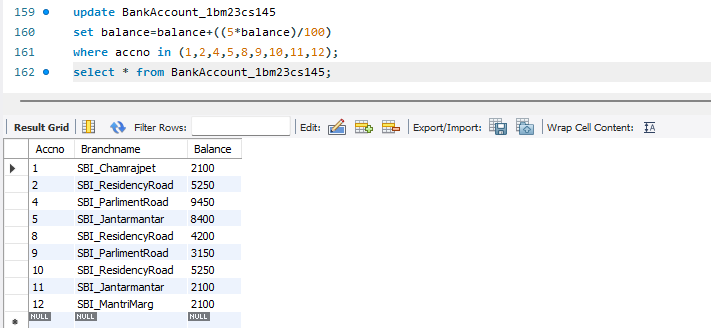 159 update BankAccount_1bm23cs145
160 set balance=balance+((5*balance)/100)
161 where accno in (1,2,4,5,8,9,10,11,12);
162 select * from BankAccount_1bm23cs145;
Result Grid Filter Rows: Edit: Export/Import: Wrap Cell Content: IA
Accno Branchname Balance
1 SBI_Chamrajpet 2100
2 SBI_ResidencyRoad 5250
4 SBI_ParlimentRoad 9450
5 SBI_Jantarmantar 8400
8 SBI_ResidencyRoad 4200
9 SBI_ParlimentRoad 3150
10 SBI_ResidencyRoad 5250
11 SBI_Jantarmantar 2100
12 SBI_MantriMarg 2100
NULL NULL NULL